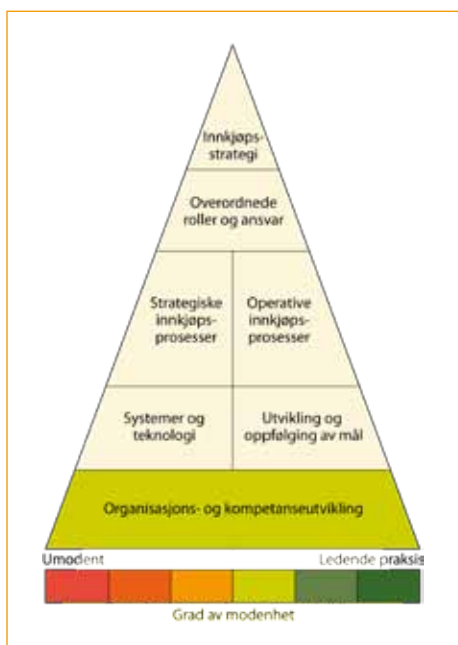 Innkjøps-
strategi
Overordnede
roller og ansvar
Strategiske
innkjøps-
prosesser
Operative
innkjøps-
prosesser
Systemer og
teknologi
Utvikling og
oppfølging av mål
Organisasjons- og kompetanseutvikling
Umodent
Ledende praksis
Grad av modenhet